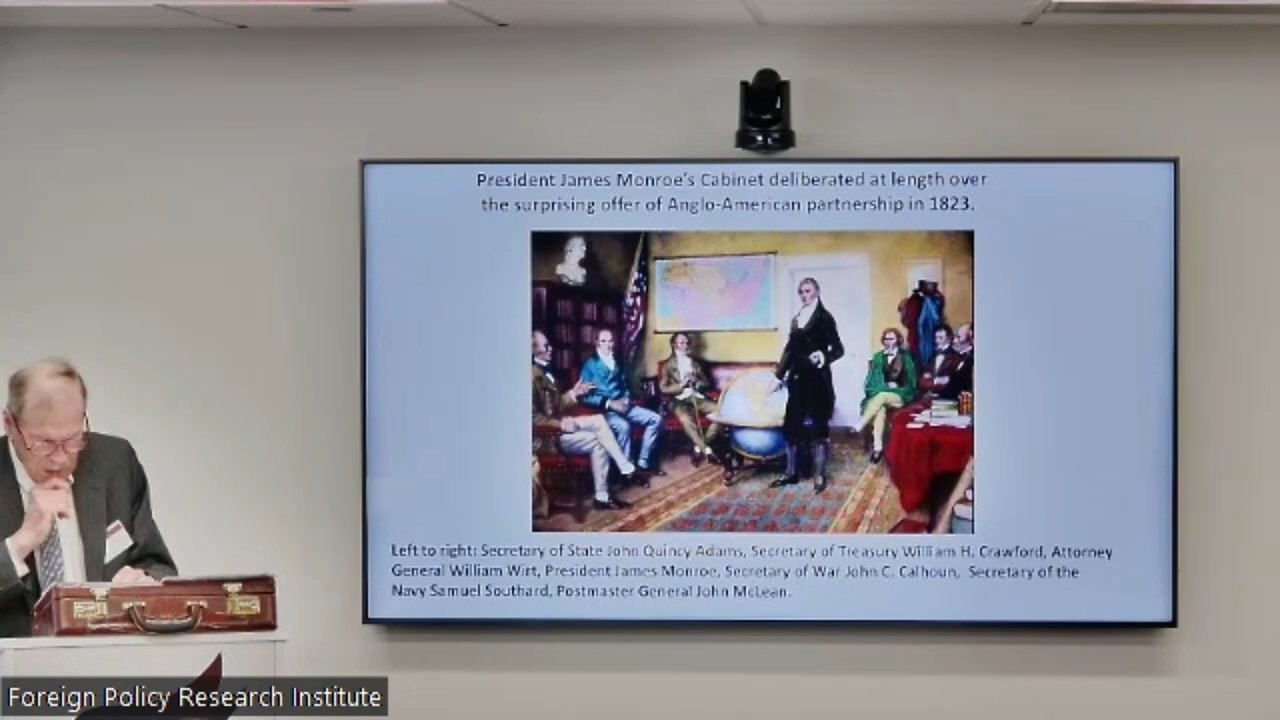 President James Monroe's Cabinet deliberated at length over
the surprising offer of Anglo-American partnership in 1823.
Left to right: Secretary of State John Quincy Adams, Secretary of Treasury William H. Crawford, Attorney
General William Wirt, President James Monroe, Secretary of War John C. Calhoun, Secretary of the
Navy Samuel Southard, Postmaster General John McLean.
Foreign Policy Research Institute